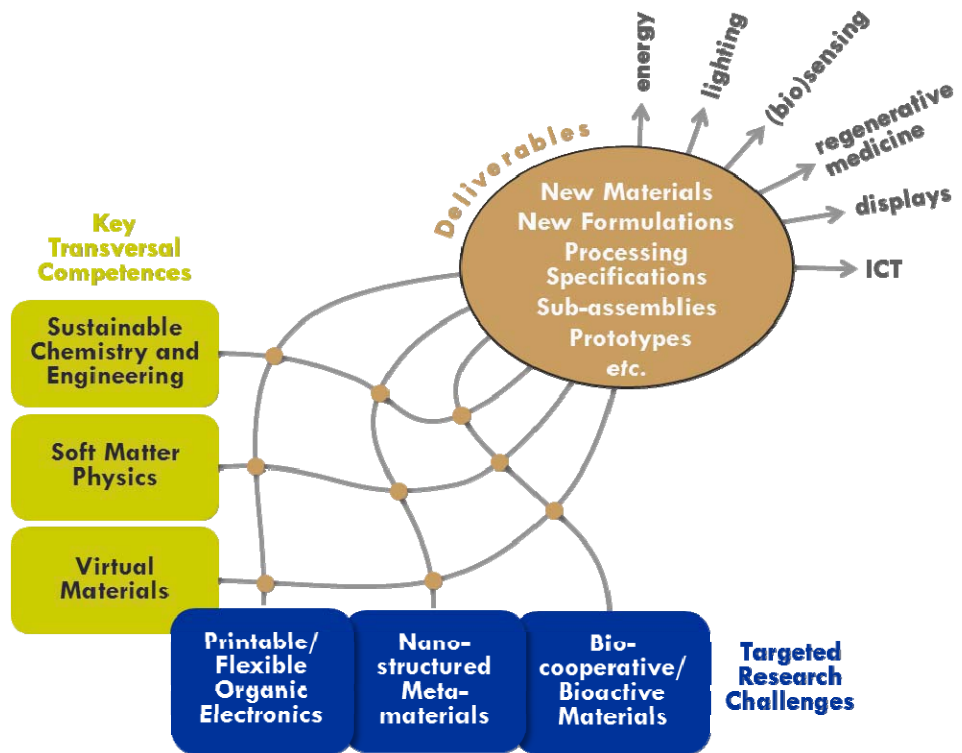 energy
lighting
(bio)sensing
regenerative
medicine
displays
ICT
Deliverables
New Materials
New Formulations
Processing
Specifications
Sub-assemblies
Prototypes
etc.
Key
Transversal
Competences
Sustainable
Chemistry and
Engineering
Soft Matter
Physics
Virtual
Materials
Printable/
Flexible
Organic
Electronics
Nano-
structured
Meta-
materials
Bio-
cooperative/
Bioactive
Materials
Targeted
Research
Challenges